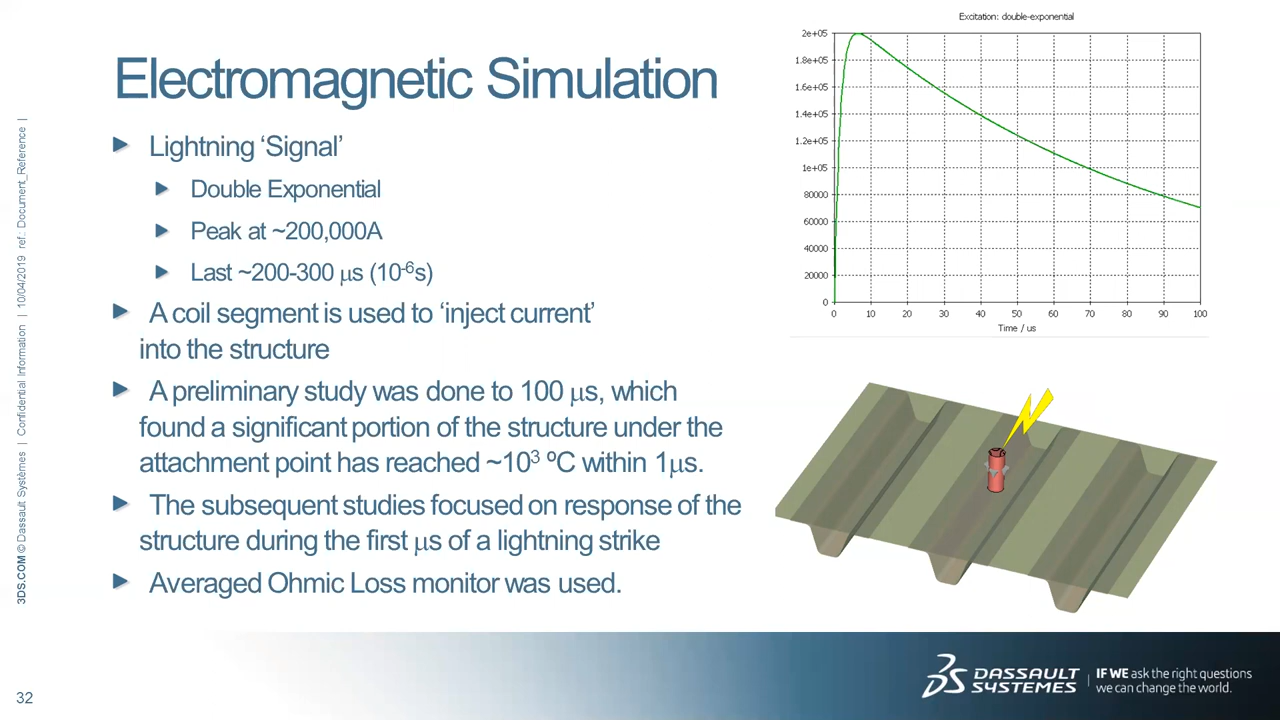 Electromagnetic Simulation
Lightning ‘Signal’
Double Exponential
Peak at ~200,000A
Last ~200-300 μs (10⁻⁶s)
A coil segment is used to ‘inject current’
into the structure
A preliminary study was done to 100 μs, which
found a significant portion of the structure under the
attachment point has reached ~10³ ºC within 1μs.
The subsequent studies focused on response of the
structure during the first μs of a lightning strike
Averaged Ohmic Loss monitor was used.
Excitation: double-exponential
2e+05
1.8e+05
1.6e+05
1.4e+05
1.2e+05
1e+05
80000
60000
40000
20000
0
0 10 20 30 40 50 60 70 80 90 100
Time / us
3DS.COM © Dassault Systèmes | Confidential Information | 10/04/2019 ref.: Document_Reference |
32
DASSAULT
SYSTEMES
IF WE ask the right questions
we can change the world.